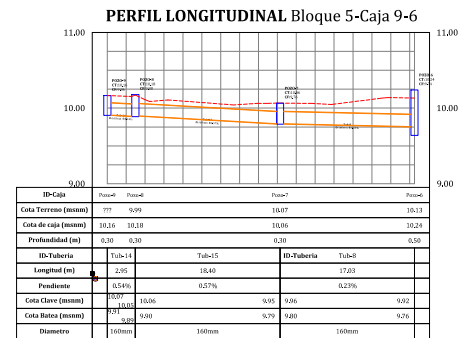 PERFIL LONGITUDINAL Bloque 5-Caja 9-6
11.00 11.00
10.00 10.00
9.00 9.00
ID-Caja Pozo-9 Pozo-8 Pozo-7 Pozo-6
Cota Terreno (msnm) ??? 9.99 10.07 10.13
Cota de caja (msnm) 10,16 10,18 10,06 10,24
Profundidad (m) 0,30 0,30 0.30 0.50
ID-Tubería Tub-14 Tub-15 ID-Tubería Tub-8
Longitud (m) 2.95 18,40 17,03
Pendiente 0.54% 0.57% 0.23%
Cota Clave (msnm) 10,07 10,05 10.06 9.95 9.96 9.92
Cota Batea (msnm) 9,91 9,89 9.90 9.79 9.80 9.76
Diametro 160mm 160mm 160mm